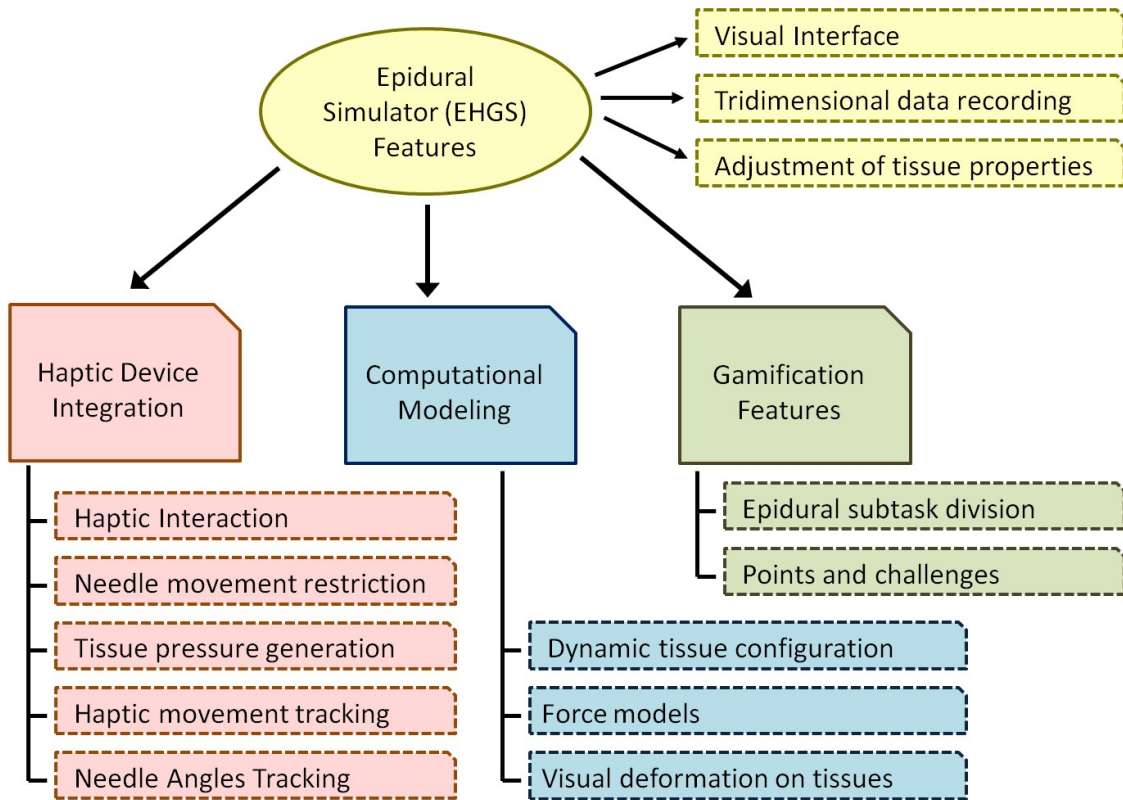 Epidural
Simulator (EHGS)
Features
Visual Interface
Tridimensional data recording
Adjustment of tissue properties
Haptic Device
Integration
Haptic Interaction
Needle movement restriction
Tissue pressure generation
Haptic movement tracking
Needle Angles Tracking
Computational
Modeling
Dynamic tissue configuration
Force models
Visual deformation on tissues
Gamification
Features
Epidural subtask division
Points and challenges